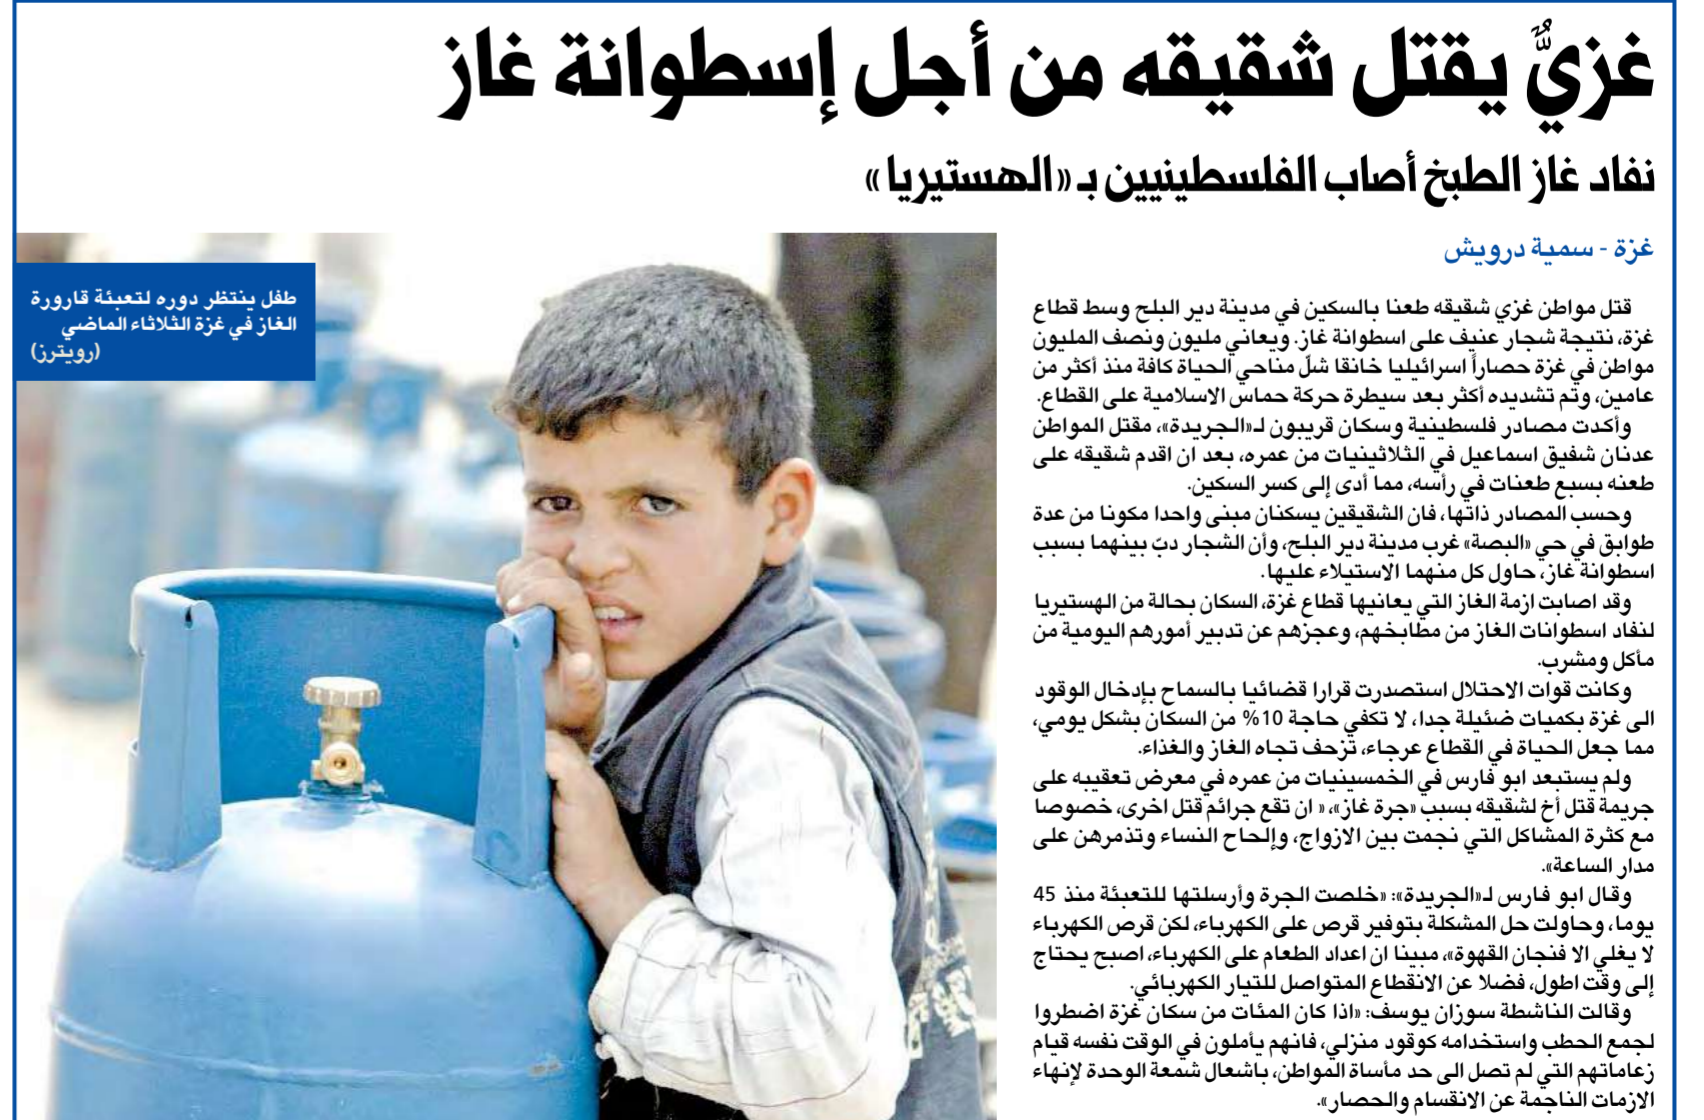 غزيٌّ يقتل شقيقه من أجل إسطوانة غاز
نفاد غاز الطبخ أصاب الفلسطينيين بـ «الهستيريا»
غزة - سمية درويش
قتل مواطن غزي شقيقه طعنا بالسكين في مدينة دير البلح وسط قطاع
غزة، نتيجة شجار عنيف على اسطوانة غاز. ويعاني مليون ونصف المليون
مواطن في غزة حصاراً اسرائيليا خانقا شلّ مناحي الحياة كافة منذ أكثر من
عامين، وتم تشديده أكثر بعد سيطرة حركة حماس الاسلامية على القطاع.
وأكدت مصادر فلسطينية وسكان قريبون لـ«الجريدة»، مقتل المواطن
عدنان شفيق اسماعيل في الثلاثينيات من عمره، بعد ان اقدم شقيقه على
طعنه بسبع طعنات في رأسه، مما أدى إلى كسر السكين.
وحسب المصادر ذاتها، فان الشقيقين يسكنان مبنى واحدا مكونا من عدة
طوابق في حي «البصة» غرب مدينة دير البلح، وأن الشجار دبّ بينهما بسبب
اسطوانة غاز، حاول كل منهما الاستيلاء عليها.
وقد اصابت ازمة الغاز التي يعانيها قطاع غزة، السكان بحالة من الهستيريا
لنفاد اسطوانات الغاز من مطابخهم، وعجزهم عن تدبير أمورهم اليومية من
مأكل ومشرب.
وكانت قوات الاحتلال استصدرت قرارا قضائيا بالسماح بإدخال الوقود
الى غزة بكميات ضئيلة جدا، لا تكفي حاجة 10% من السكان بشكل يومي،
مما جعل الحياة في القطاع عرجاء، تزحف تجاه الغاز والغذاء.
ولم يستبعد ابو فارس في الخمسينيات من عمره في معرض تعقيبه على
جريمة قتل أخ لشقيقه بسبب «جرة غاز»، « ان تقع جرائم قتل اخرى، خصوصا
مع كثرة المشاكل التي نجمت بين الازواج، وإلحاح النساء وتذمرهن على
مدار الساعة».
وقال ابو فارس لـ«الجريدة»: «خلصت الجرة وأرسلتها للتعبئة منذ 45
يوما، وحاولت حل المشكلة بتوفير قرص على الكهرباء، لكن قرص الكهرباء
لا يغلي الا فنجان القهوة»، مبينا ان اعداد الطعام على الكهرباء، اصبح يحتاج
إلى وقت اطول، فضلا عن الانقطاع المتواصل للتيار الكهربائي.
وقالت الناشطة سوزان يوسف: «اذا كان المئات من سكان غزة اضطروا
لجمع الحطب واستخدامه كوقود منزلي، فانهم يأملون في الوقت نفسه قيام
زعاماتهم التي لم تصل الى حد مأساة المواطن، باشعال شمعة الوحدة لإنهاء
الازمات الناجمة عن الانقسام والحصار».
طفل ينتظر دوره لتعبئة قارورة
الغاز في غزة الثلاثاء الماضي
(رويترز)